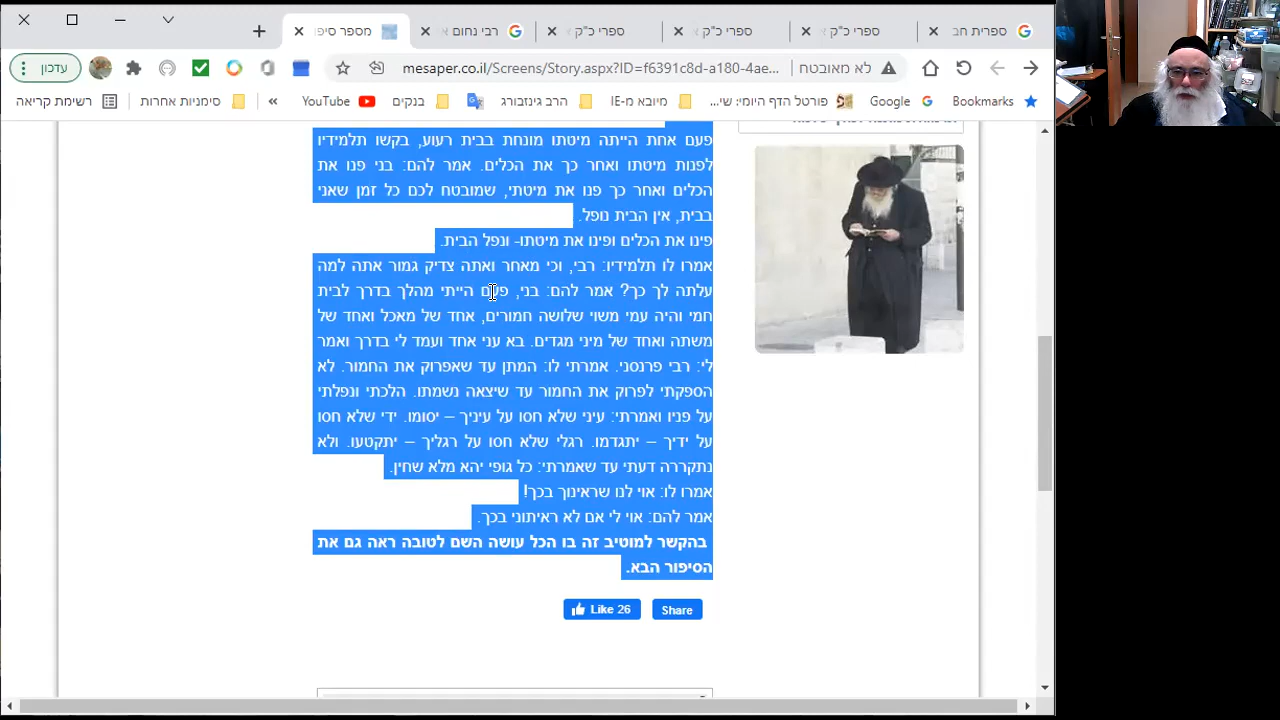 מספר סיפו
רבי נחום א
ספרי כ"ק א
ספרי כ"ק
ספרי כ"ק א
ספרית חב
עדכון
mesaper.co.il/Screens/Story.aspx?ID=f6391c8d-a180-4ae...
לא מאובטח
רשימת קריאה
סימניות אחרות
«
YouTube
בנקים
הרב גינזבורג
מיובא מ-IE
פורטל הדף היומי: שי...
Google
Bookmarks
פעם אחת הייתה מיטתו מונחת בבית רעוע, בקשו תלמידיו
לפנות מיטתו ואחר כך את הכלים. אמר להם: בני פנו את
הכלים ואחר כך פנו את מיטתי, שמובטח לכם כל זמן שאני
בבית, אין הבית נופל.
פינו את הכלים ופינו את מיטתו- ונפל הבית.
אמרו לו תלמידיו: רבי, וכי מאחר ואתה צדיק גמור אתה למה
עלתה לך כך? אמר להם: בני, פעם הייתי מהלך בדרך לבית
חמי והיה עמי משוי שלושה חמורים, אחד של מאכל ואחד של
משתה ואחד של מיני מגדים. בא עני אחד ועמד לי בדרך ואמר
לי: רבי פרנסני. אמרתי לו: המתן עד שאפרוק את החמור. לא
הספקתי לפרוק את החמור עד שיצאה נשמתו. הלכתי ונפלתי
על פניו ואמרתי: עיני שלא חסו על עיניך – יסומו. ידי שלא חסו
על ידיך – יתגדמו. רגלי שלא חסו על רגליך – יתקטעו. ולא
נתקררה דעתי עד שאמרתי: כל גופי יהא מלא שחין.
אמרו לו: אוי לנו שראינוך בכך!
אמר להם: אוי לי אם לא ראיתוני בכך.
בהקשר למוטיב זה בו הכל עושה השם לטובה ראה גם את
הסיפור הבא.
Like 26
Share